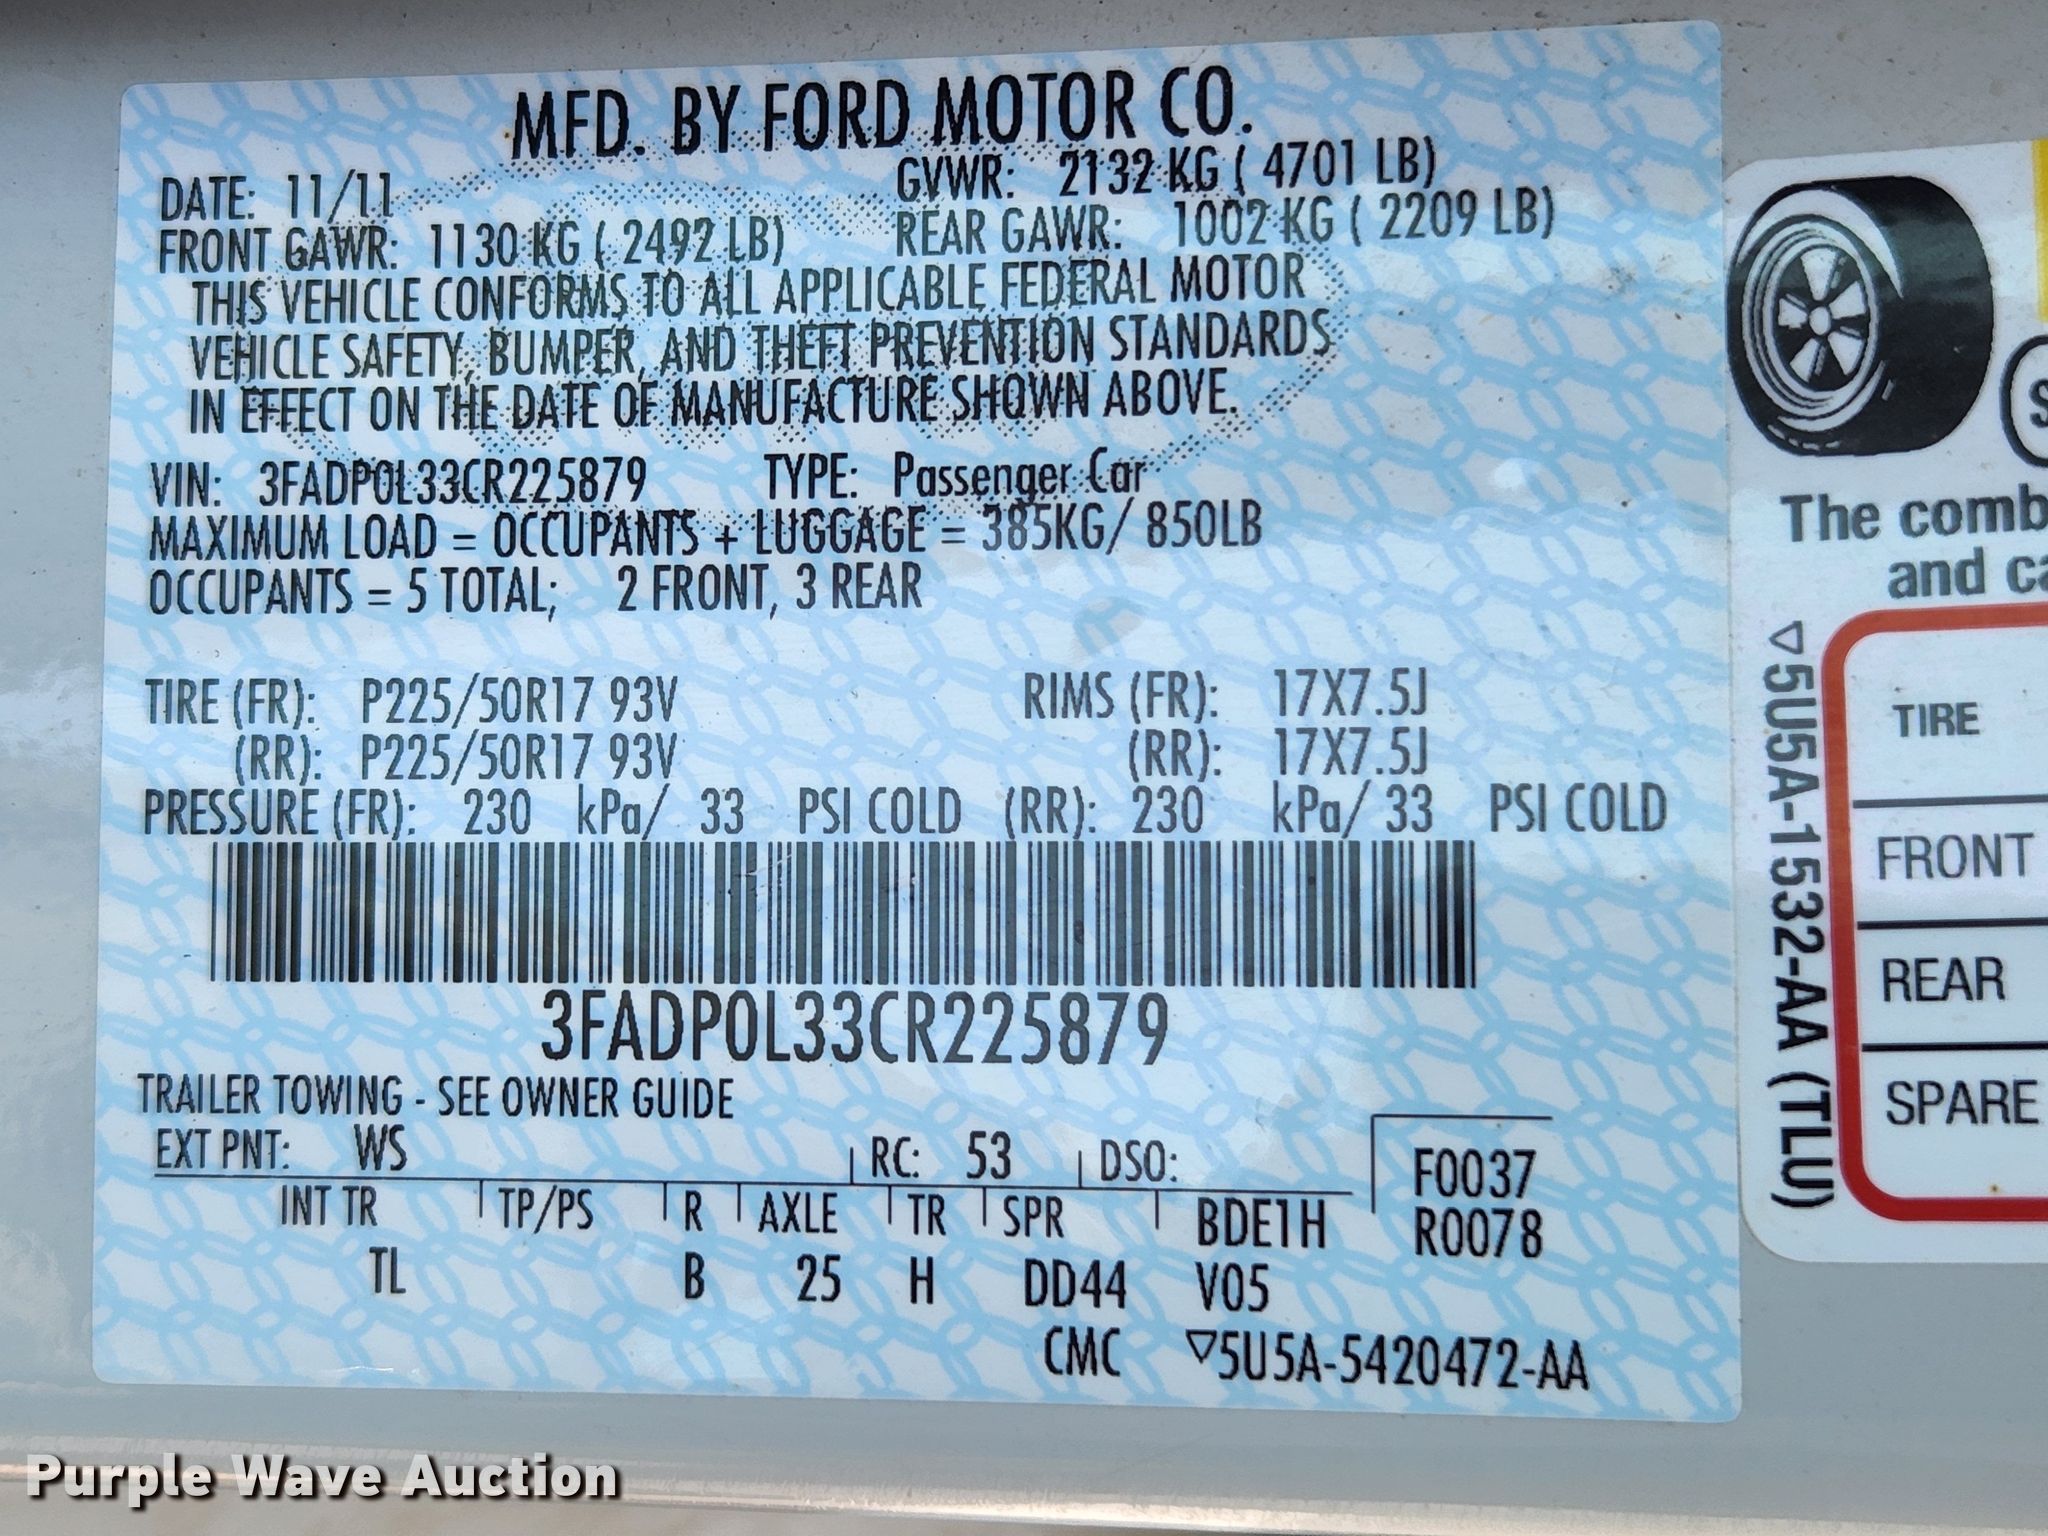 MFD. BY FORD MOTOR CO.
DATE: 11/11 GVWR: 2132 KG ( 4701 LB)
FRONT GAWR: 1130 KG ( 2492 LB) REAR GAWR: 1002 KG ( 2209 LB)
THIS VEHICLE CONFORMS TO ALL APPLICABLE FEDERAL MOTOR
VEHICLE SAFETY, BUMPER, AND THEFT PREVENTION STANDARDS
IN EFFECT ON THE DATE OF MANUFACTURE SHOWN ABOVE.
VIN: 3FADP0L33CR225879 TYPE: Passenger Car
MAXIMUM LOAD = OCCUPANTS + LUGGAGE = 385KG/ 850LB
OCCUPANTS = 5 TOTAL; 2 FRONT, 3 REAR
TIRE (FR): P225/50R17 93V RIMS (FR): 17X7.5J
(RR): P225/50R17 93V (RR): 17X7.5J
PRESSURE (FR): 230 kPa/ 33 PSI COLD (RR): 230 kPa/ 33 PSI COLD
3FADP0L33CR225879
TRAILER TOWING - SEE OWNER GUIDE
EXT PNT: WS RC: 53 DSO:
F0037
R0078
INT TR TP/PS R AXLE TR SPR BDE1H
TL B 25 H DD44 V05
CMC ▽5U5A-5420472-AA
The comb
and ca
▽5U5A-1532-AA (TLU)
TIRE
FRONT
REAR
SPARE
Purple Wave Auction